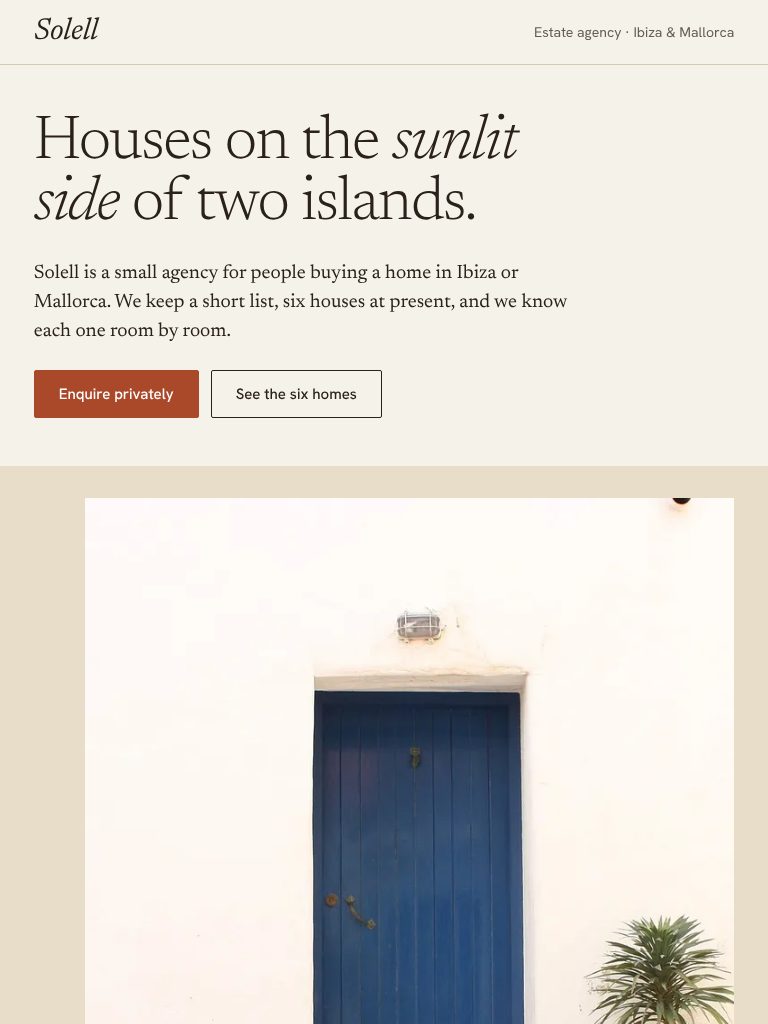 Solell
Estate agency · Ibiza & Mallorca
Houses on the sunlit
side of two islands.
Solell is a small agency for people buying a home in Ibiza or
Mallorca. We keep a short list, six houses at present, and we know
each one room by room.
Enquire privately
See the six homes